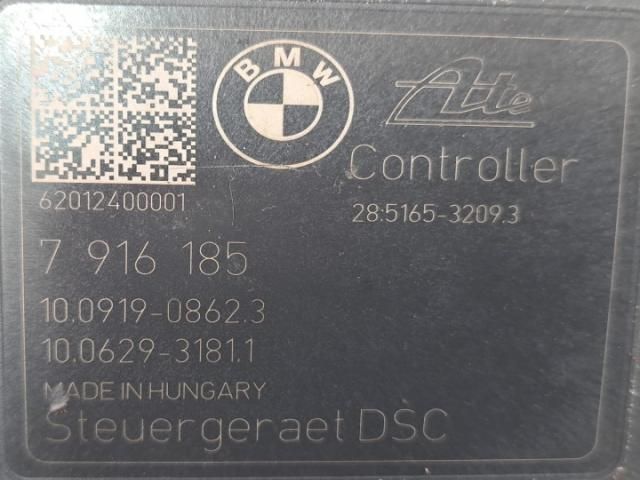 BMW
Ate
Controller
62012400001
28.5165-3209.3
7 916 185
10.0919-0862.3
10.0629-3181.1
MADE IN HUNGARY
Steuergeraet DSC